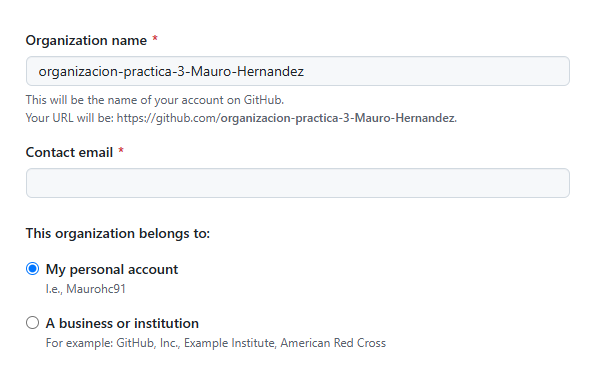 Organization name *
organizacion-practica-3-Mauro-Hernandez
This will be the name of your account on GitHub.
Your URL will be: https://github.com/organizacion-practica-3-Mauro-Hernandez.
Contact email *
This organization belongs to:
My personal account
I.e., Maurohc91
A business or institution
For example: GitHub, Inc., Example Institute, American Red Cross